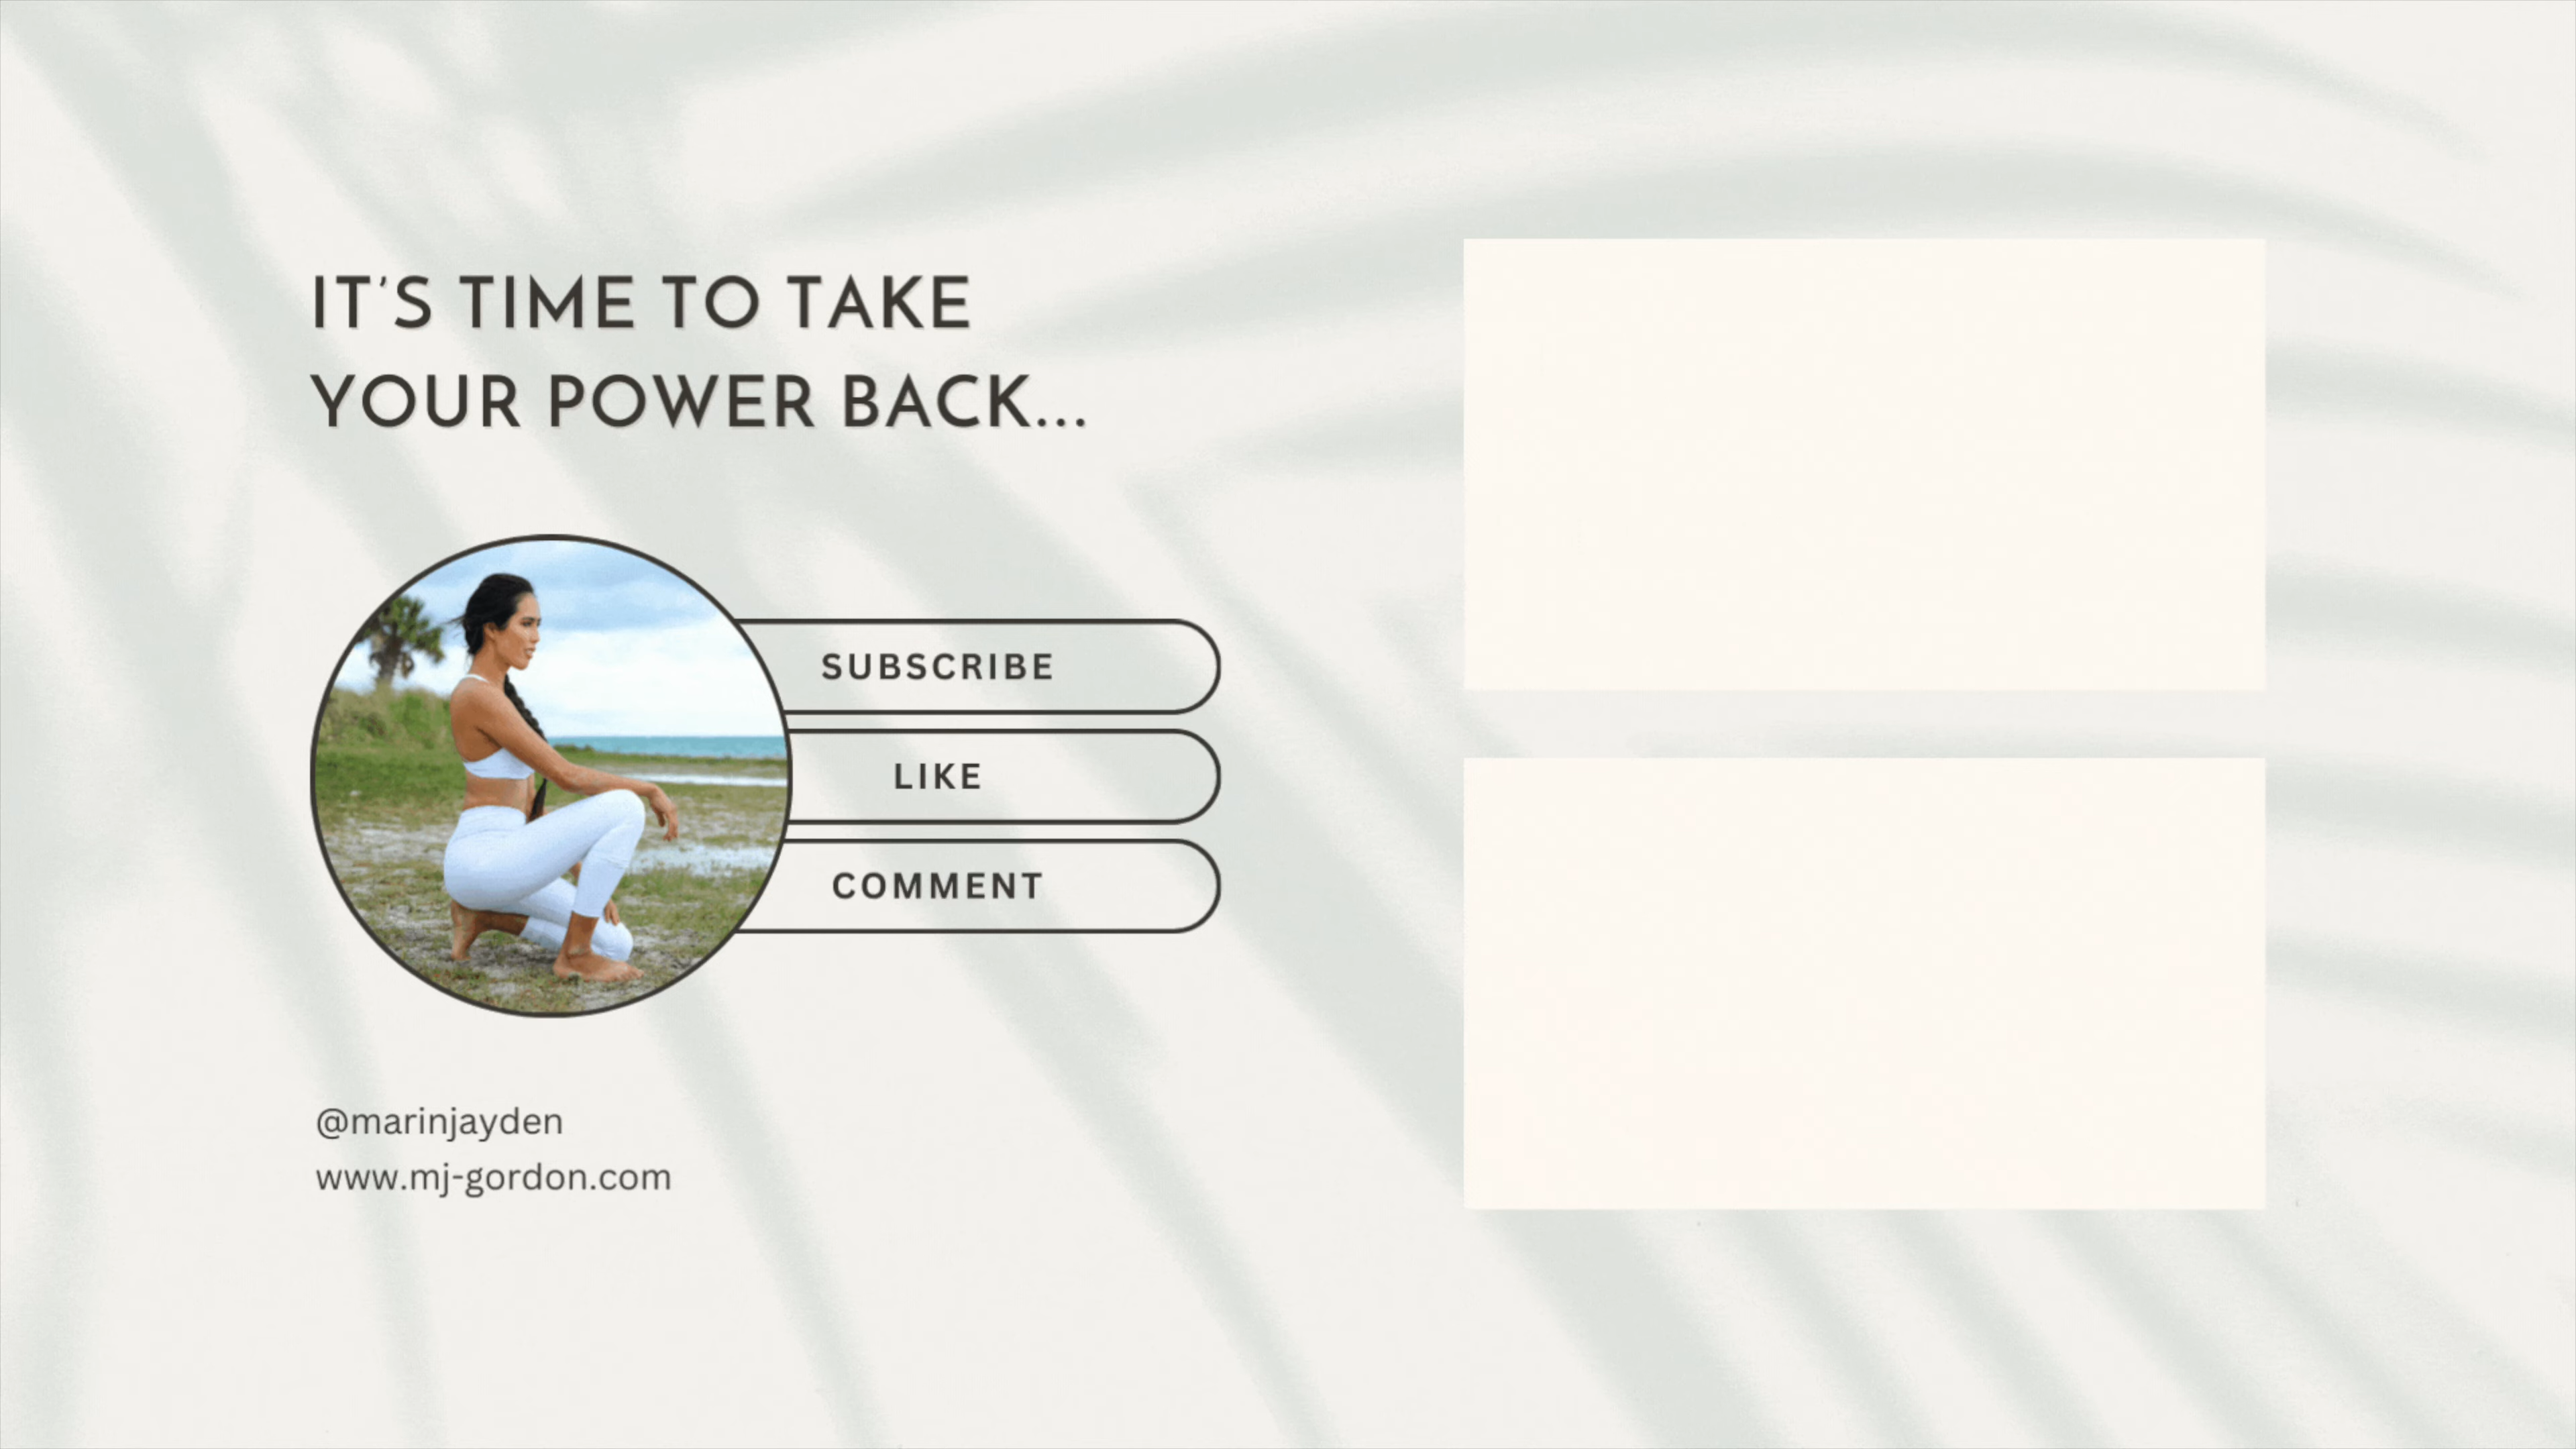 IT'S TIME TO TAKE
YOUR POWER BACK...
SUBSCRIBE
LIKE
COMMENT
@marinjayden
www.mj-gordon.com